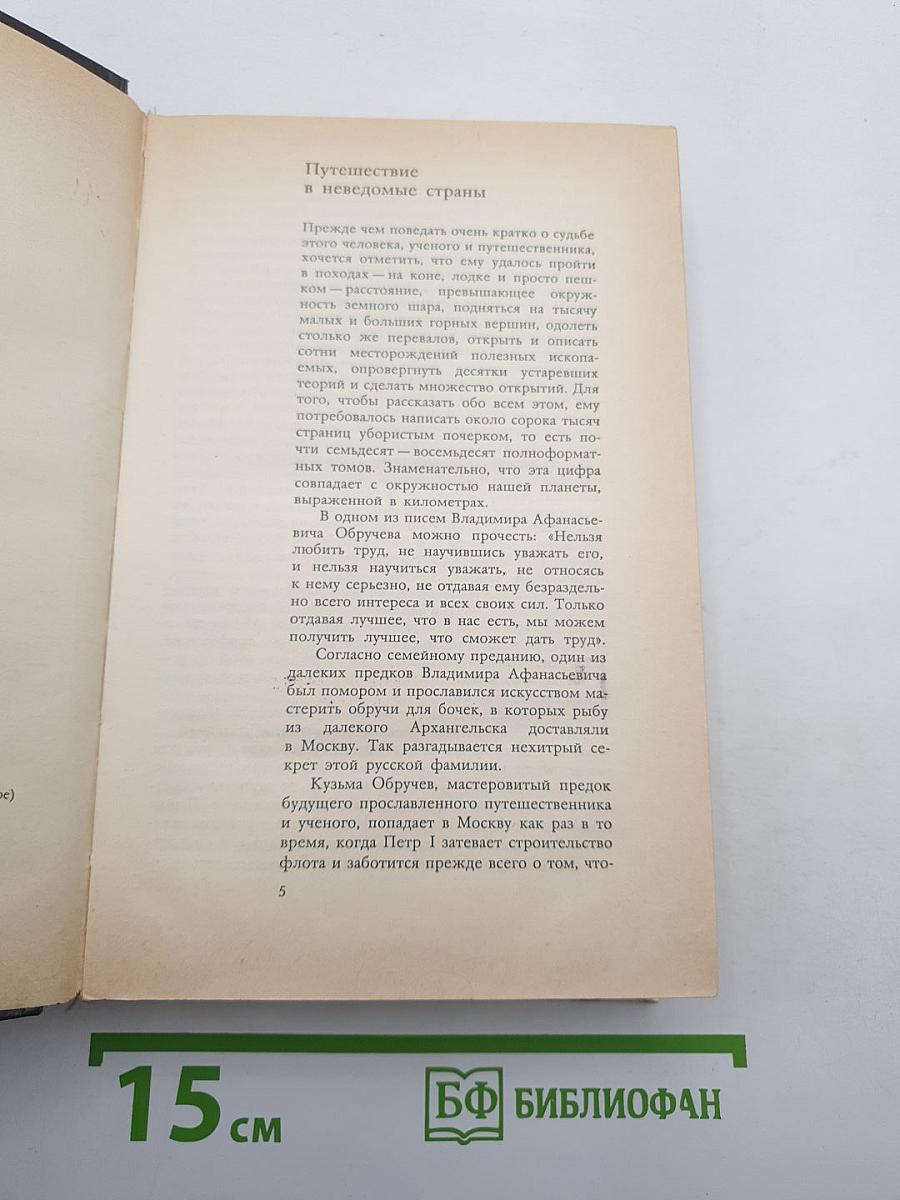 Путешествие
в неведомые страны
Прежде чем поведать очень кратко о судьбе
этого человека, ученого и путешественника,
хочется отметить, что ему удалось пройти
в походах — на коне, лодке и просто пеш-
ком — расстояние, превышающее окруж-
ность земного шара, подняться на тысячу
малых и больших горных вершин, одолеть
столько же перевалов, открыть и описать
сотни месторождений полезных ископа-
емых, опровергнуть десятки устаревших
теорий и сделать множество открытий. Для
того, чтобы рассказать обо всем этом, ему
потребовалось написать около сорока тысяч
страниц убористым почерком, то есть по-
чти семьдесят — восемьдесят полноформат-
ных томов. Знаменательно, что эта цифра
совпадает с окружностью нашей планеты,
выраженной в километрах.
В одном из писем Владимира Афанасье-
вича Обручева можно прочесть: «Нельзя
любить труд, не научившись уважать его,
и нельзя научиться уважать, не относясь
к нему серьезно, не отдавая ему безраздель-
но всего интереса и всех своих сил. Только
отдавая лучшее, что в нас есть, мы можем
получить лучшее, что сможет дать труд».
Согласно семейному преданию, один из
далеких предков Владимира Афанасьевича
был помором и прославился искусством ма-
стерить обручи для бочек, в которых рыбу
из далекого Архангельска доставляли
в Москву. Так разгадывается нехитрый се-
крет этой русской фамилии.
Кузьма Обручев, мастеровитый предок
будущего прославленного путешественника
и ученого, попадает в Москву как раз в то
время, когда Петр I затевает строительство
флота и заботится прежде всего о том, что-
5
15 см
БФ БИБЛИОФАН